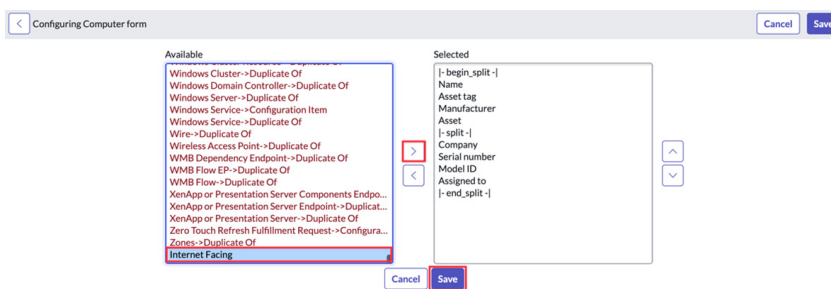 Configuring Computer form
Cancel
Save
Available
Selected
Windows Cluster->Duplicate Of
Windows Domain Controller->Duplicate Of
Windows Server->Duplicate Of
Windows Service->Configuration Item
Windows Service->Duplicate Of
Wire->Duplicate Of
Wireless Access Point->Duplicate Of
WMB Dependency Endpoint->Duplicate Of
WMB Flow EP->Duplicate Of
WMB Flow->Duplicate Of
XenApp or Presentation Server Components Endpo...
XenApp or Presentation Server Endpoint->Duplicat...
XenApp or Presentation Server->Duplicate Of
Zero Touch Refresh Fulfillment Request->Configura...
Zones->Duplicate Of
Internet Facing
|- begin_split -|
Name
Asset tag
Manufacturer
Asset
|- split -|
Company
Serial number
Model ID
Assigned to
|- end_split -|
Cancel
Save